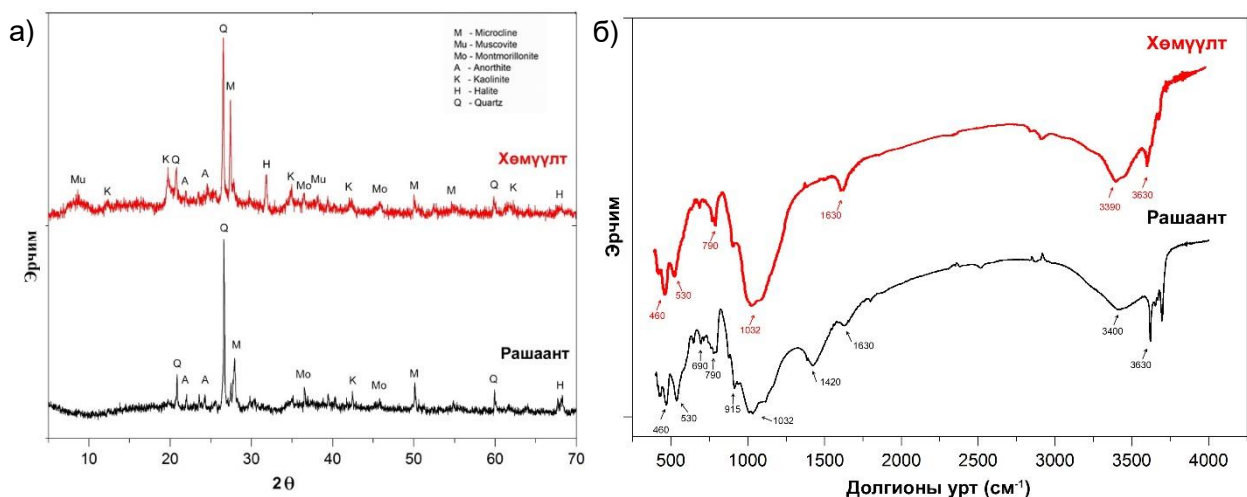 а)
Эрчим
Q
M - Microcline
Mu - Muscovite
Mo - Montmorillonite
A - Anorthite
K - Kaolinite
H - Halite
Q - Quartz
M
Хөмүүлт
K Q
Mu
K
A
A
H
K
Mo
Mu
K
Mo
M
M
Q
K
H
Q
Рашаант
M
Q
A
A
Mo
K
Mo
M
Q
H
10 20 30 40 50 60 70
2θ
б)
Эрчим
Хөмүүлт
460
530
790
1032
1630
3390
3630
Рашаант
460
530
690
790
915
1032
1420
1630
3400
3630
500 1000 1500 2000 2500 3000 3500 4000
Долгионы урт (см-1)